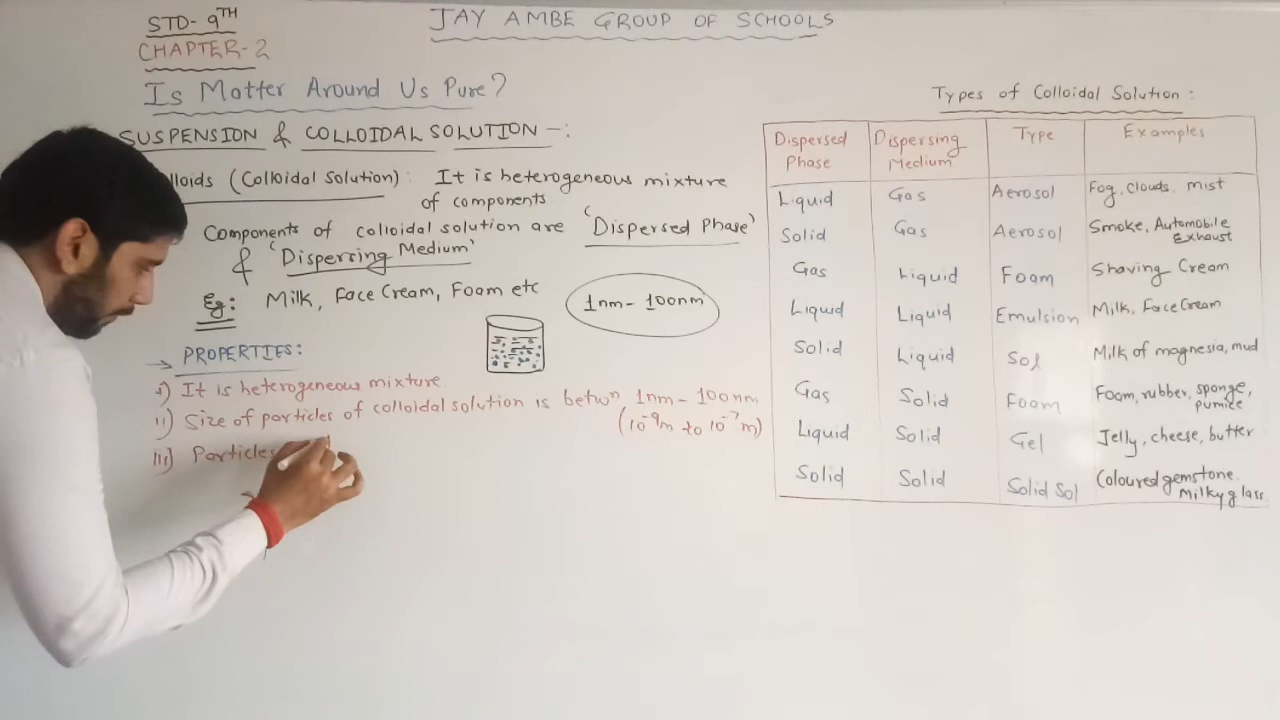 STD- 9TH
JAY AMBE GROUP OF SCHOOLS
CHAPTER-2
Is Matter Around Us Pure?
SUSPENSION & COLLOIDAL SOLUTION -:
lloids (Colloidal Solution): It is heterogeneous mixture
of components
Components of colloidal solution are 'Dispersed Phase'
& 'Dispersing Medium'
Eg: Milk, Face Cream, Foam etc
1nm - 100nm
→ PROPERTIES:
i) It is heterogeneous mixture
ii) Size of particles of colloidal solution is betwn 1nm - 100nm
(10⁻⁹m to 10⁻⁷m)
iii) Particles
Types of Colloidal Solution:
Dispersed Phase Dispersing Medium Type Examples
Liquid Gas Aerosol Fog, clouds, mist
Solid Gas Aerosol Smoke, Automobile Exhaust
Gas Liquid Foam Shaving Cream
Liquid Liquid Emulsion Milk, Face Cream
Solid Liquid Sol Milk of magnesia, mud
Gas Solid Foam Foam, rubber, sponge, pumice
Liquid Solid Gel Jelly, cheese, butter
Solid Solid Solid Sol Coloured gemstone. Milky glass